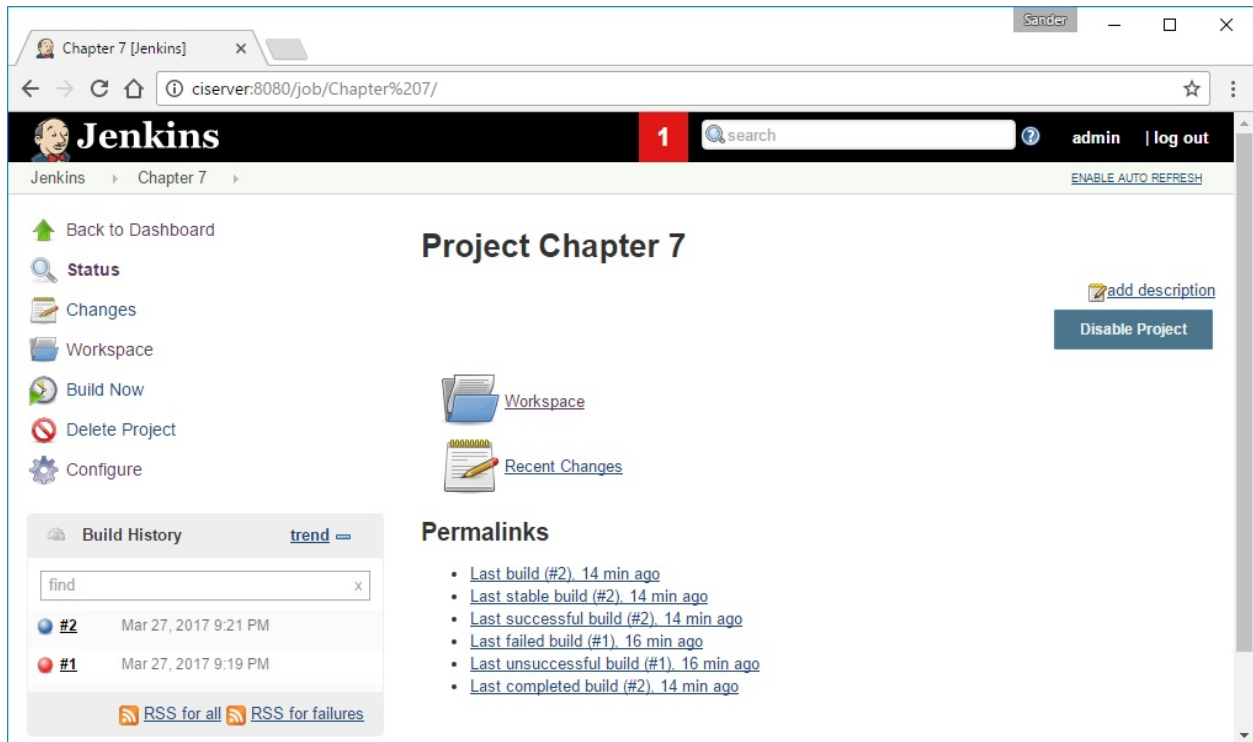 Sander
Chapter 7 [Jenkins]
ciserver:8080/job/Chapter%207/
Jenkins 1 search admin | log out
Jenkins Chapter 7 ENABLE AUTO REFRESH
Back to Dashboard
Status
Changes
Workspace
Build Now
Delete Project
Configure
Build History trend
find x
#2 Mar 27, 2017 9:21 PM
#1 Mar 27, 2017 9:19 PM
RSS for all RSS for failures
Project Chapter 7
add description
Disable Project
Workspace
Recent Changes
Permalinks
• Last build (#2), 14 min ago
• Last stable build (#2), 14 min ago
• Last successful build (#2), 14 min ago
• Last failed build (#1), 16 min ago
• Last unsuccessful build (#1), 16 min ago
• Last completed build (#2), 14 min ago